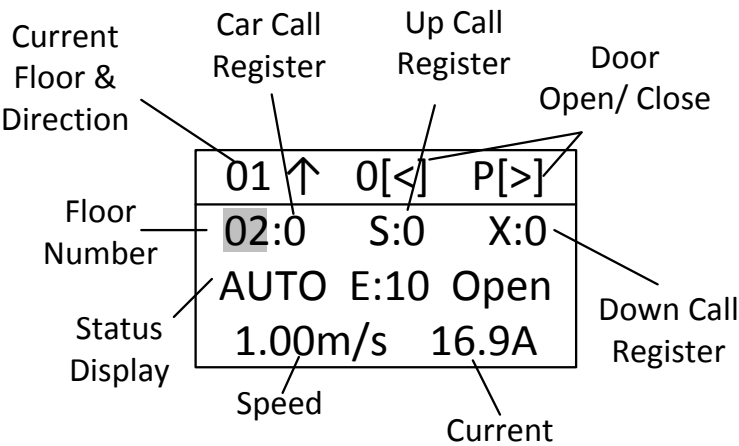 Current
Floor &
Direction
Car Call
Register
Up Call
Register
Door
Open/ Close
01 ↑ 0[<] P[>]
Floor
Number
02:0 S:0 X:0
AUTO E:10 Open
1.00m/s 16.9A
Status
Display
Down Call
Register
Speed
Current